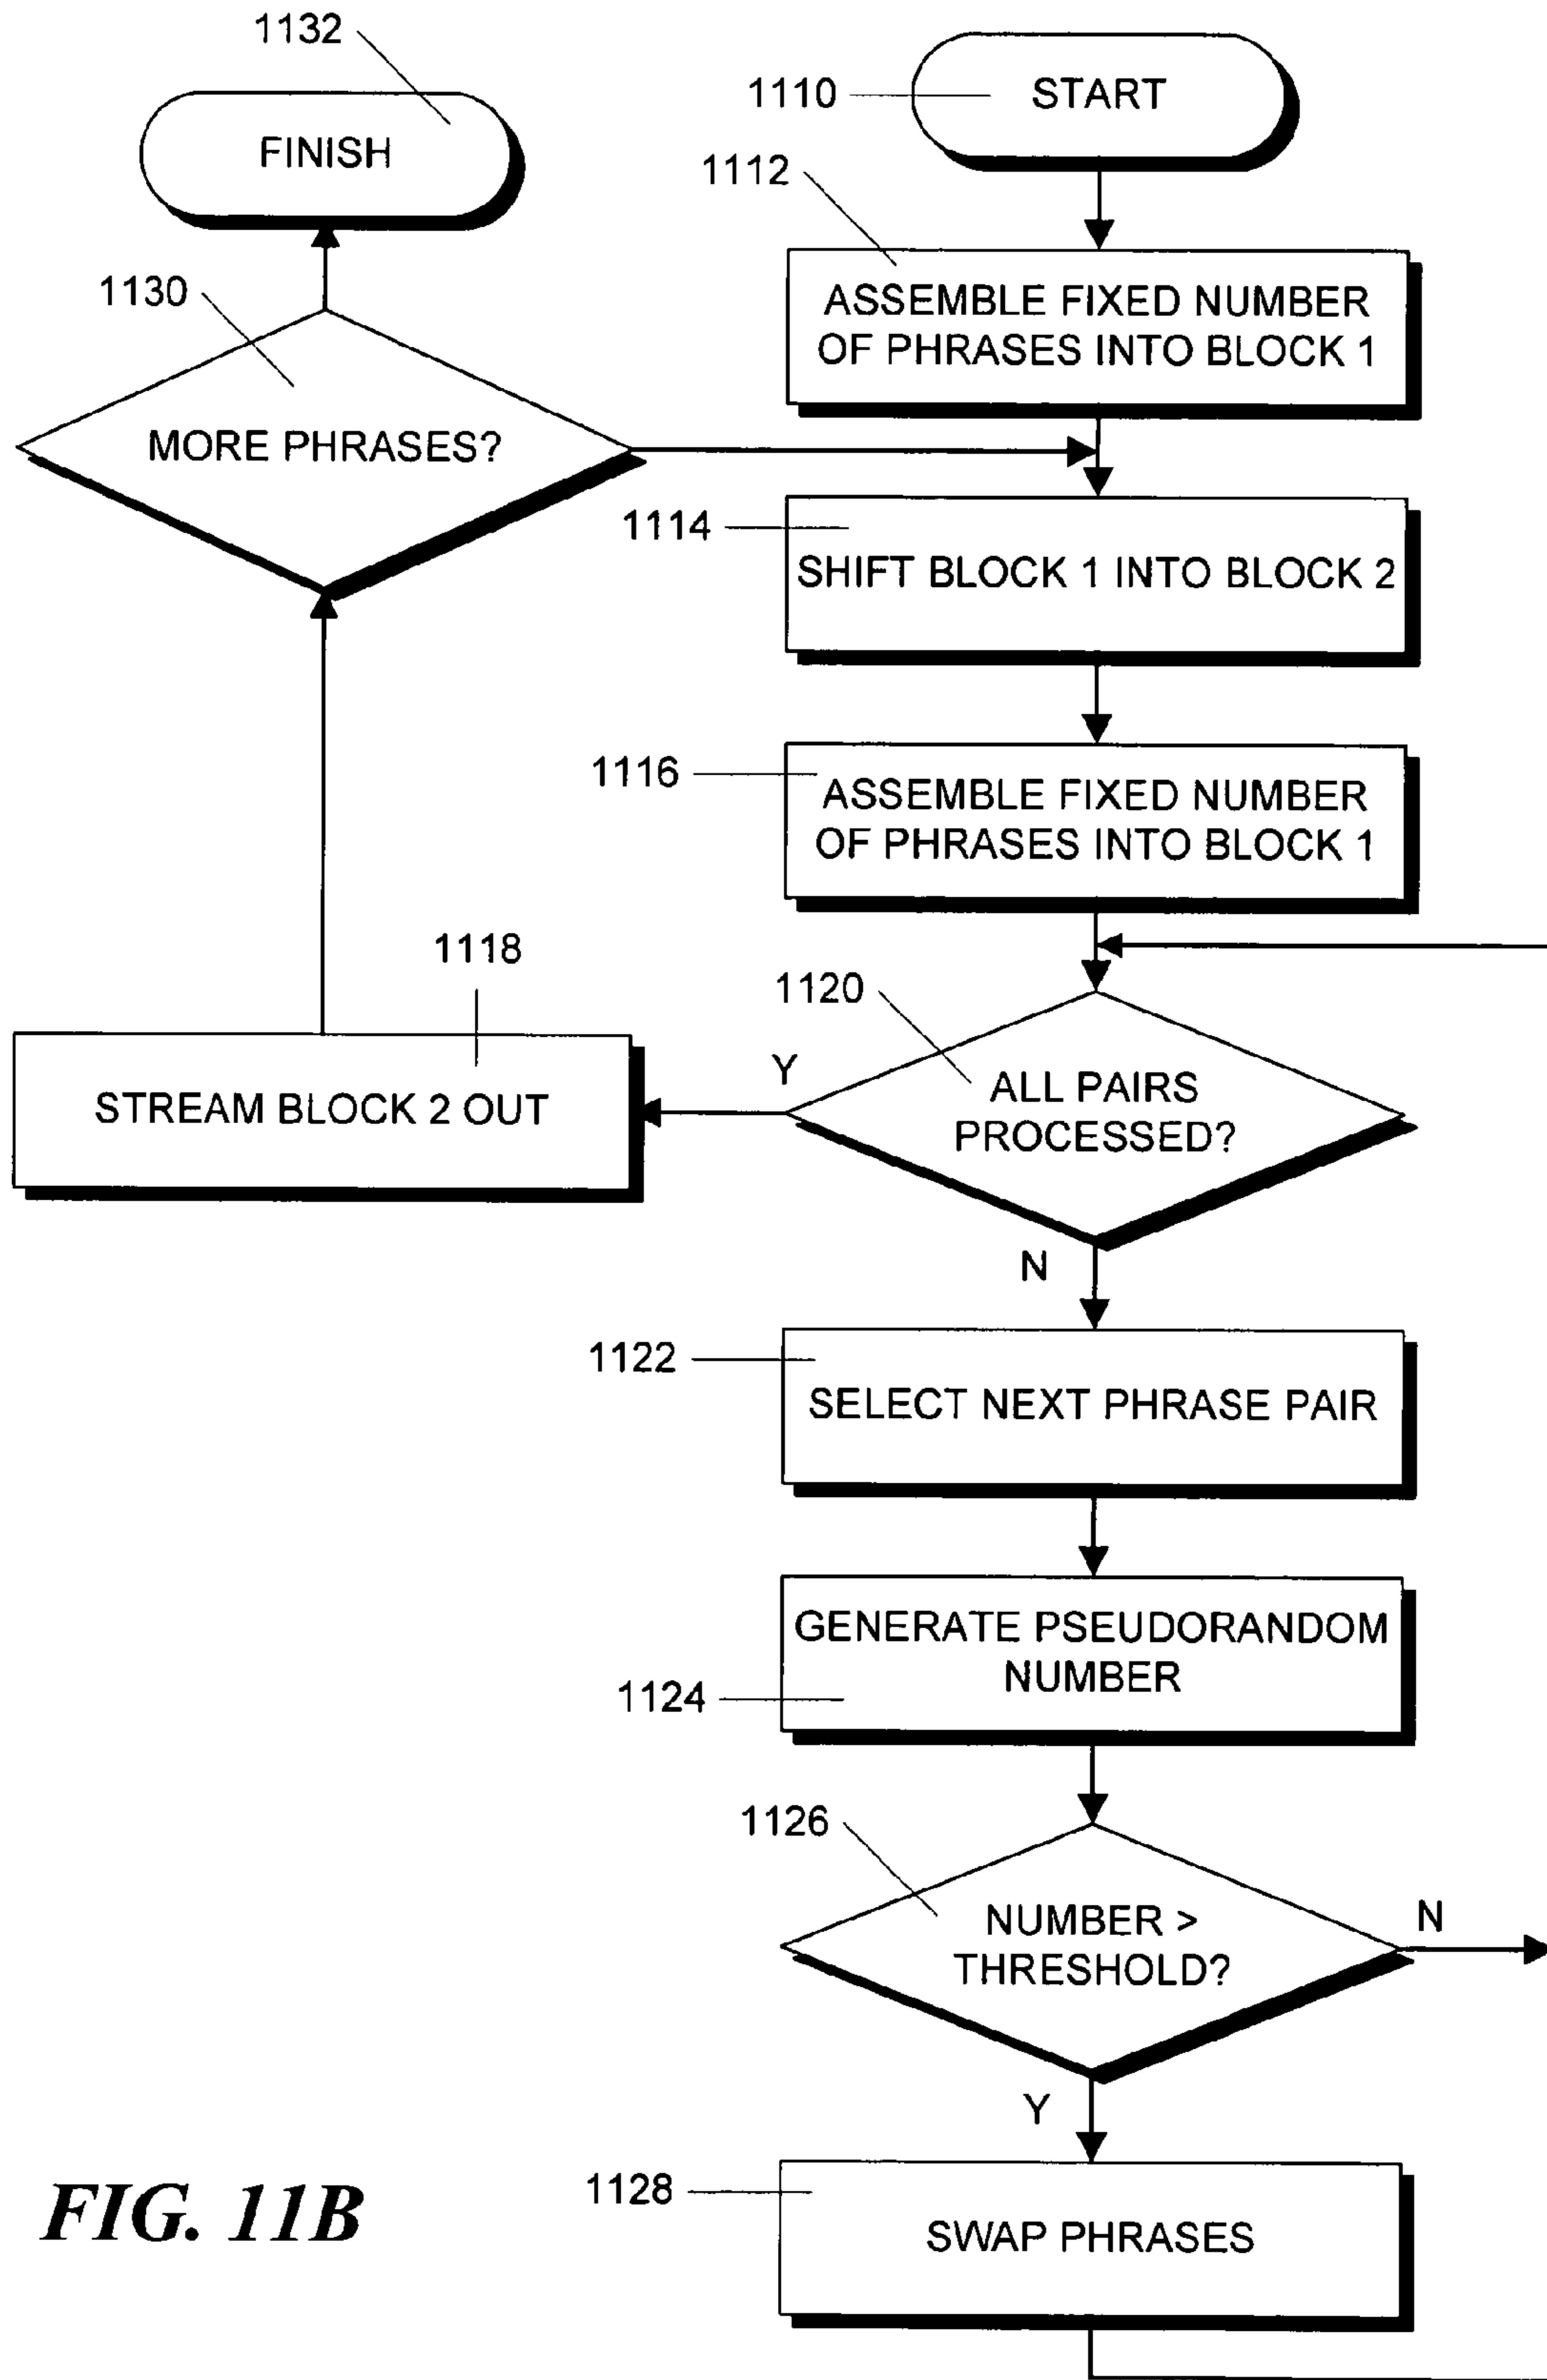 1132
FINISH
1110
START
1112
ASSEMBLE FIXED NUMBER
OF PHRASES INTO BLOCK 1
1130
MORE PHRASES?
1114
SHIFT BLOCK 1 INTO BLOCK 2
1116
ASSEMBLE FIXED NUMBER
OF PHRASES INTO BLOCK 1
1118
STREAM BLOCK 2 OUT
1120
Y
ALL PAIRS
PROCESSED?
N
1122
SELECT NEXT PHRASE PAIR
GENERATE PSEUDORANDOM
NUMBER
1124
1126
NUMBER >
THRESHOLD?
N
Y
1128
SWAP PHRASES
FIG. 11B